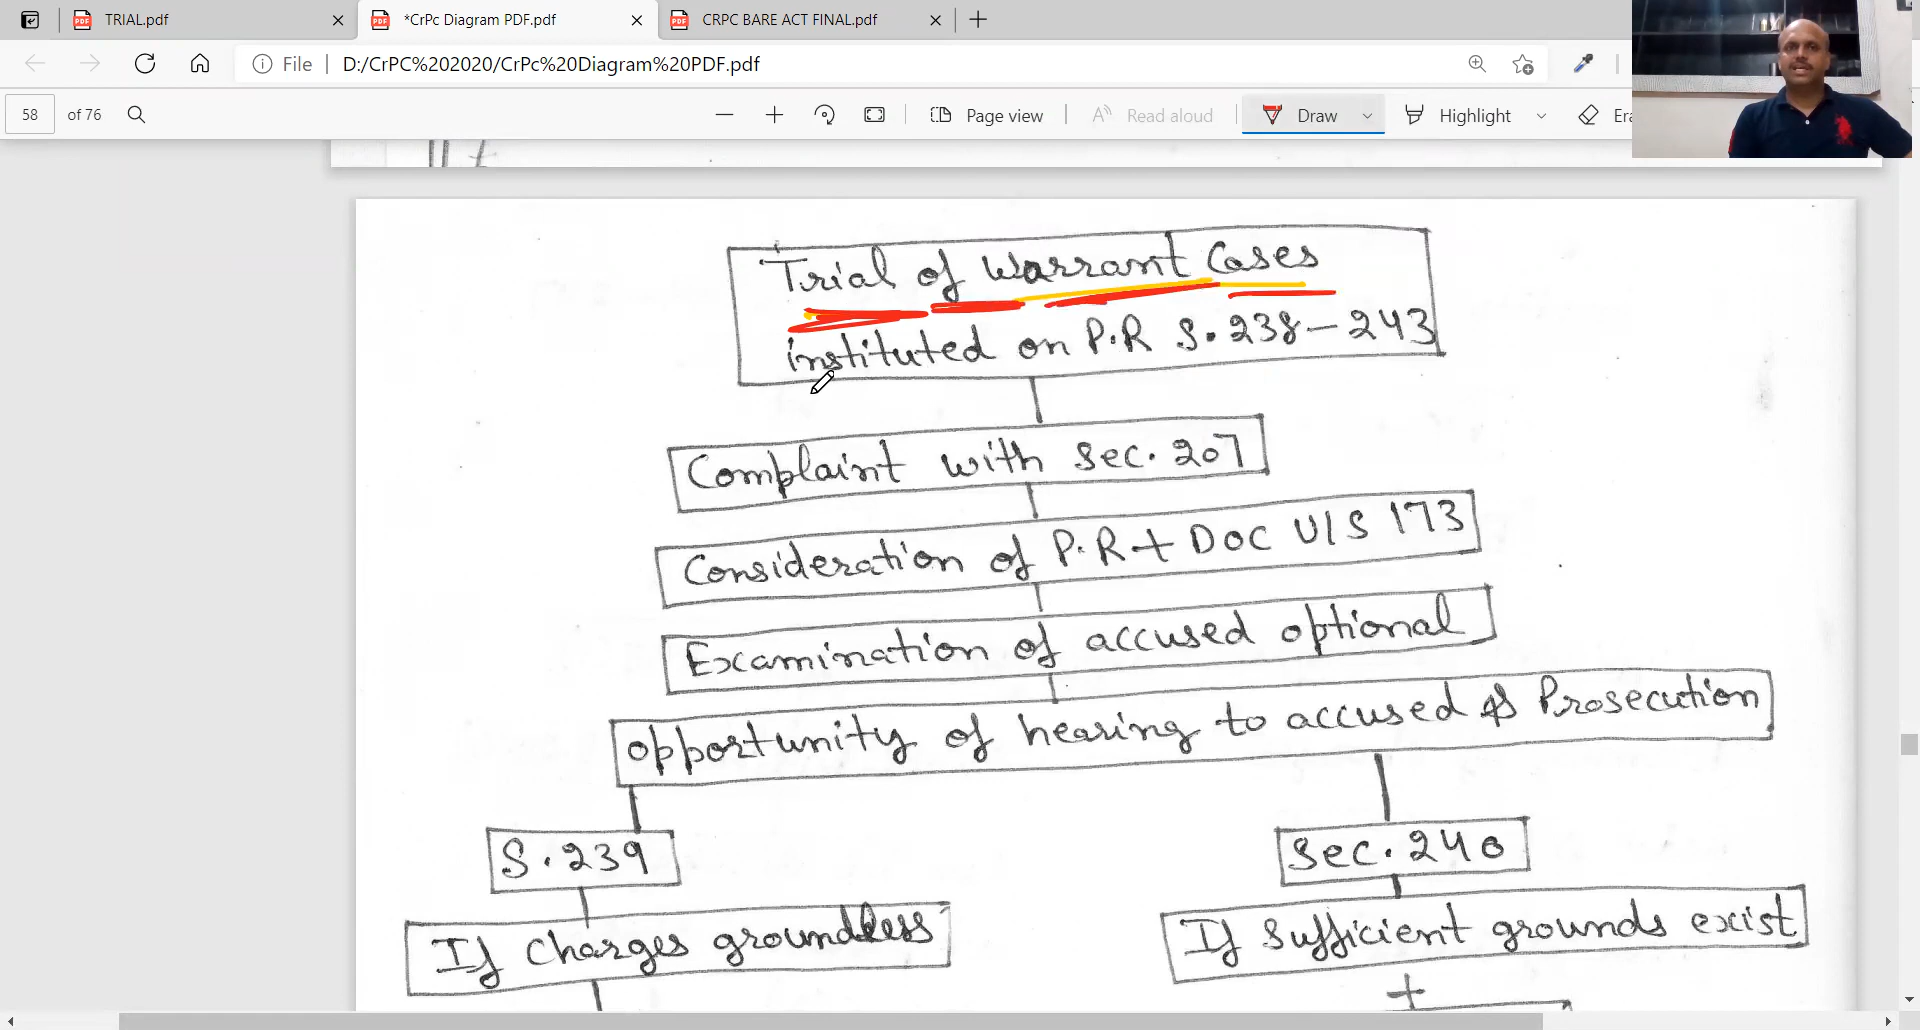 TRIAL.pdf
*CrPc Diagram PDF.pdf
CRPC BARE ACT FINAL.pdf
File
D:/CrPC%202020/CrPc%20Diagram%20PDF.pdf
58 of 76
Page view
Read aloud
Draw
Highlight
Era
Trial of Warrant Cases
instituted on P.R S.238-243
Complaint with Sec. 207
Consideration of P.R + DOC U/S 173
Examination of accused optional
opportunity of hearing to accused & Prosecution
S.239
Sec. 240
If Charges groundless
If Sufficient grounds exist